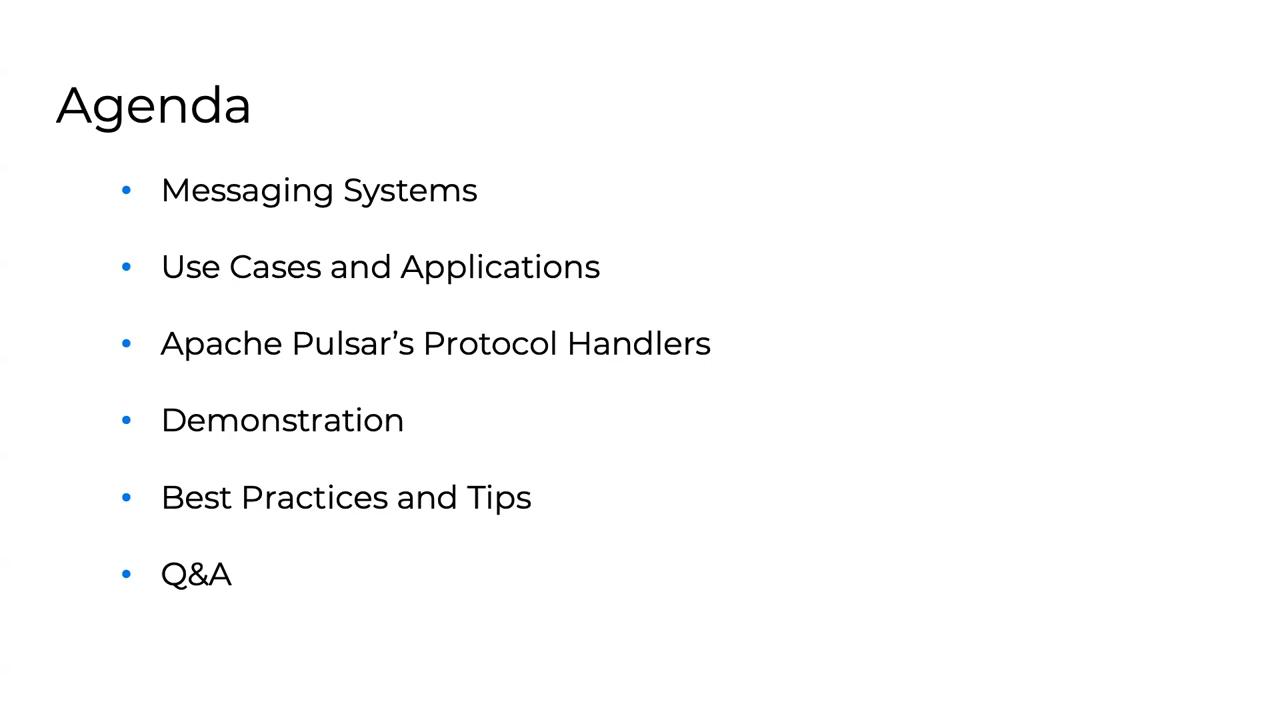 Agenda
• Messaging Systems
• Use Cases and Applications
• Apache Pulsar’s Protocol Handlers
• Demonstration
• Best Practices and Tips
• Q&A